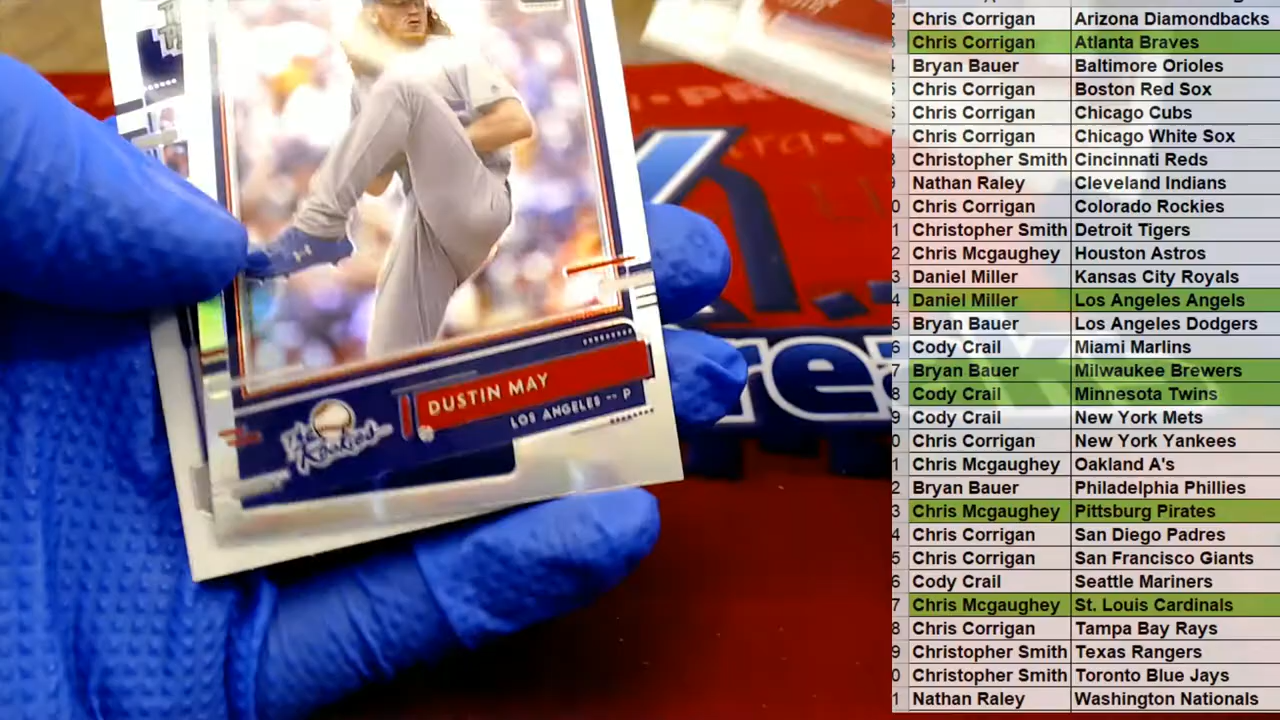 DUSTIN MAY
LOS ANGELES -- P
The Rookies
Chris Corrigan Arizona Diamondbacks
Chris Corrigan Atlanta Braves
Bryan Bauer Baltimore Orioles
Chris Corrigan Boston Red Sox
Chris Corrigan Chicago Cubs
Chris Corrigan Chicago White Sox
Christopher Smith Cincinnati Reds
Nathan Raley Cleveland Indians
Chris Corrigan Colorado Rockies
Christopher Smith Detroit Tigers
Chris Mcgaughey Houston Astros
Daniel Miller Kansas City Royals
Daniel Miller Los Angeles Angels
Bryan Bauer Los Angeles Dodgers
Cody Crail Miami Marlins
Bryan Bauer Milwaukee Brewers
Cody Crail Minnesota Twins
Cody Crail New York Mets
Chris Corrigan New York Yankees
Chris Mcgaughey Oakland A's
Bryan Bauer Philadelphia Phillies
Chris Mcgaughey Pittsburg Pirates
Chris Corrigan San Diego Padres
Chris Corrigan San Francisco Giants
Cody Crail Seattle Mariners
Chris Mcgaughey St. Louis Cardinals
Chris Corrigan Tampa Bay Rays
Christopher Smith Texas Rangers
Christopher Smith Toronto Blue Jays
Nathan Raley Washington Nationals